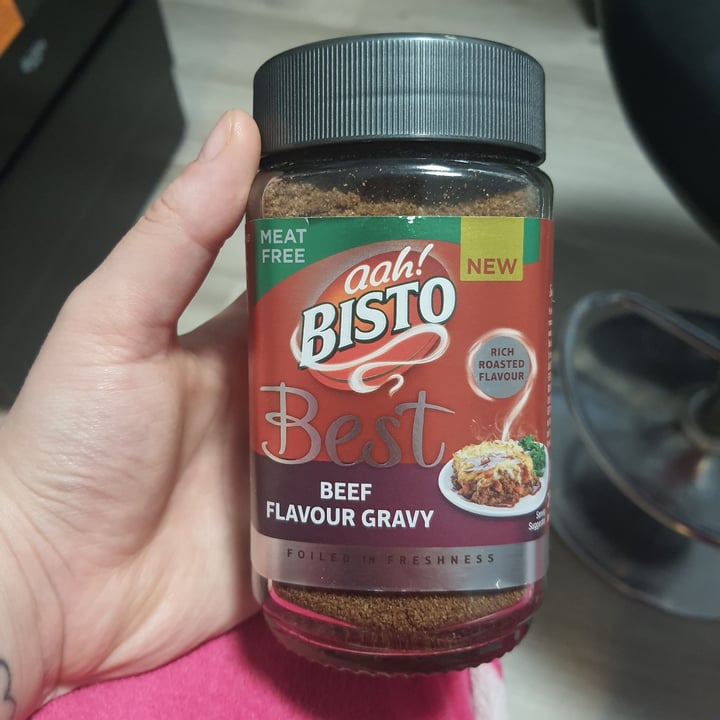 MEAT
FREE
NEW
aah!
BISTO
RICH
ROASTED
FLAVOUR
Best
BEEF
FLAVOUR GRAVY
FOILED IN FRESHNESS